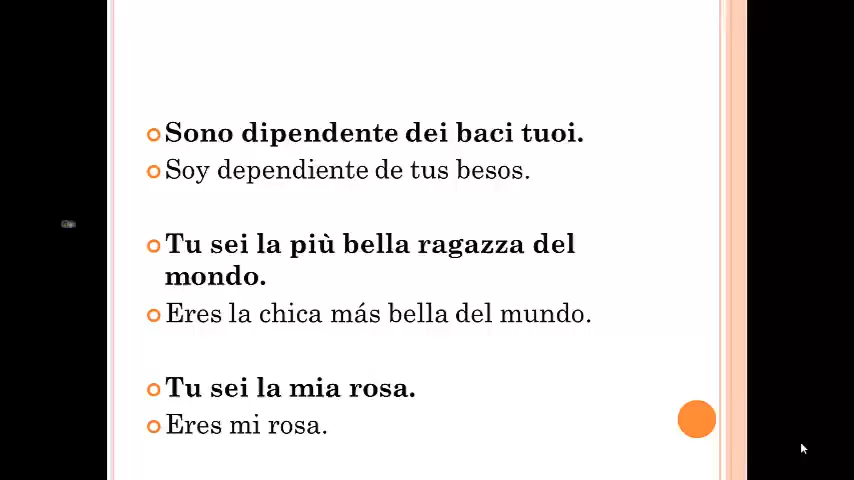 Sono dipendente dei baci tuoi.
Soy dependiente de tus besos.
Tu sei la più bella ragazza del
mondo.
Eres la chica más bella del mundo.
Tu sei la mia rosa.
Eres mi rosa.